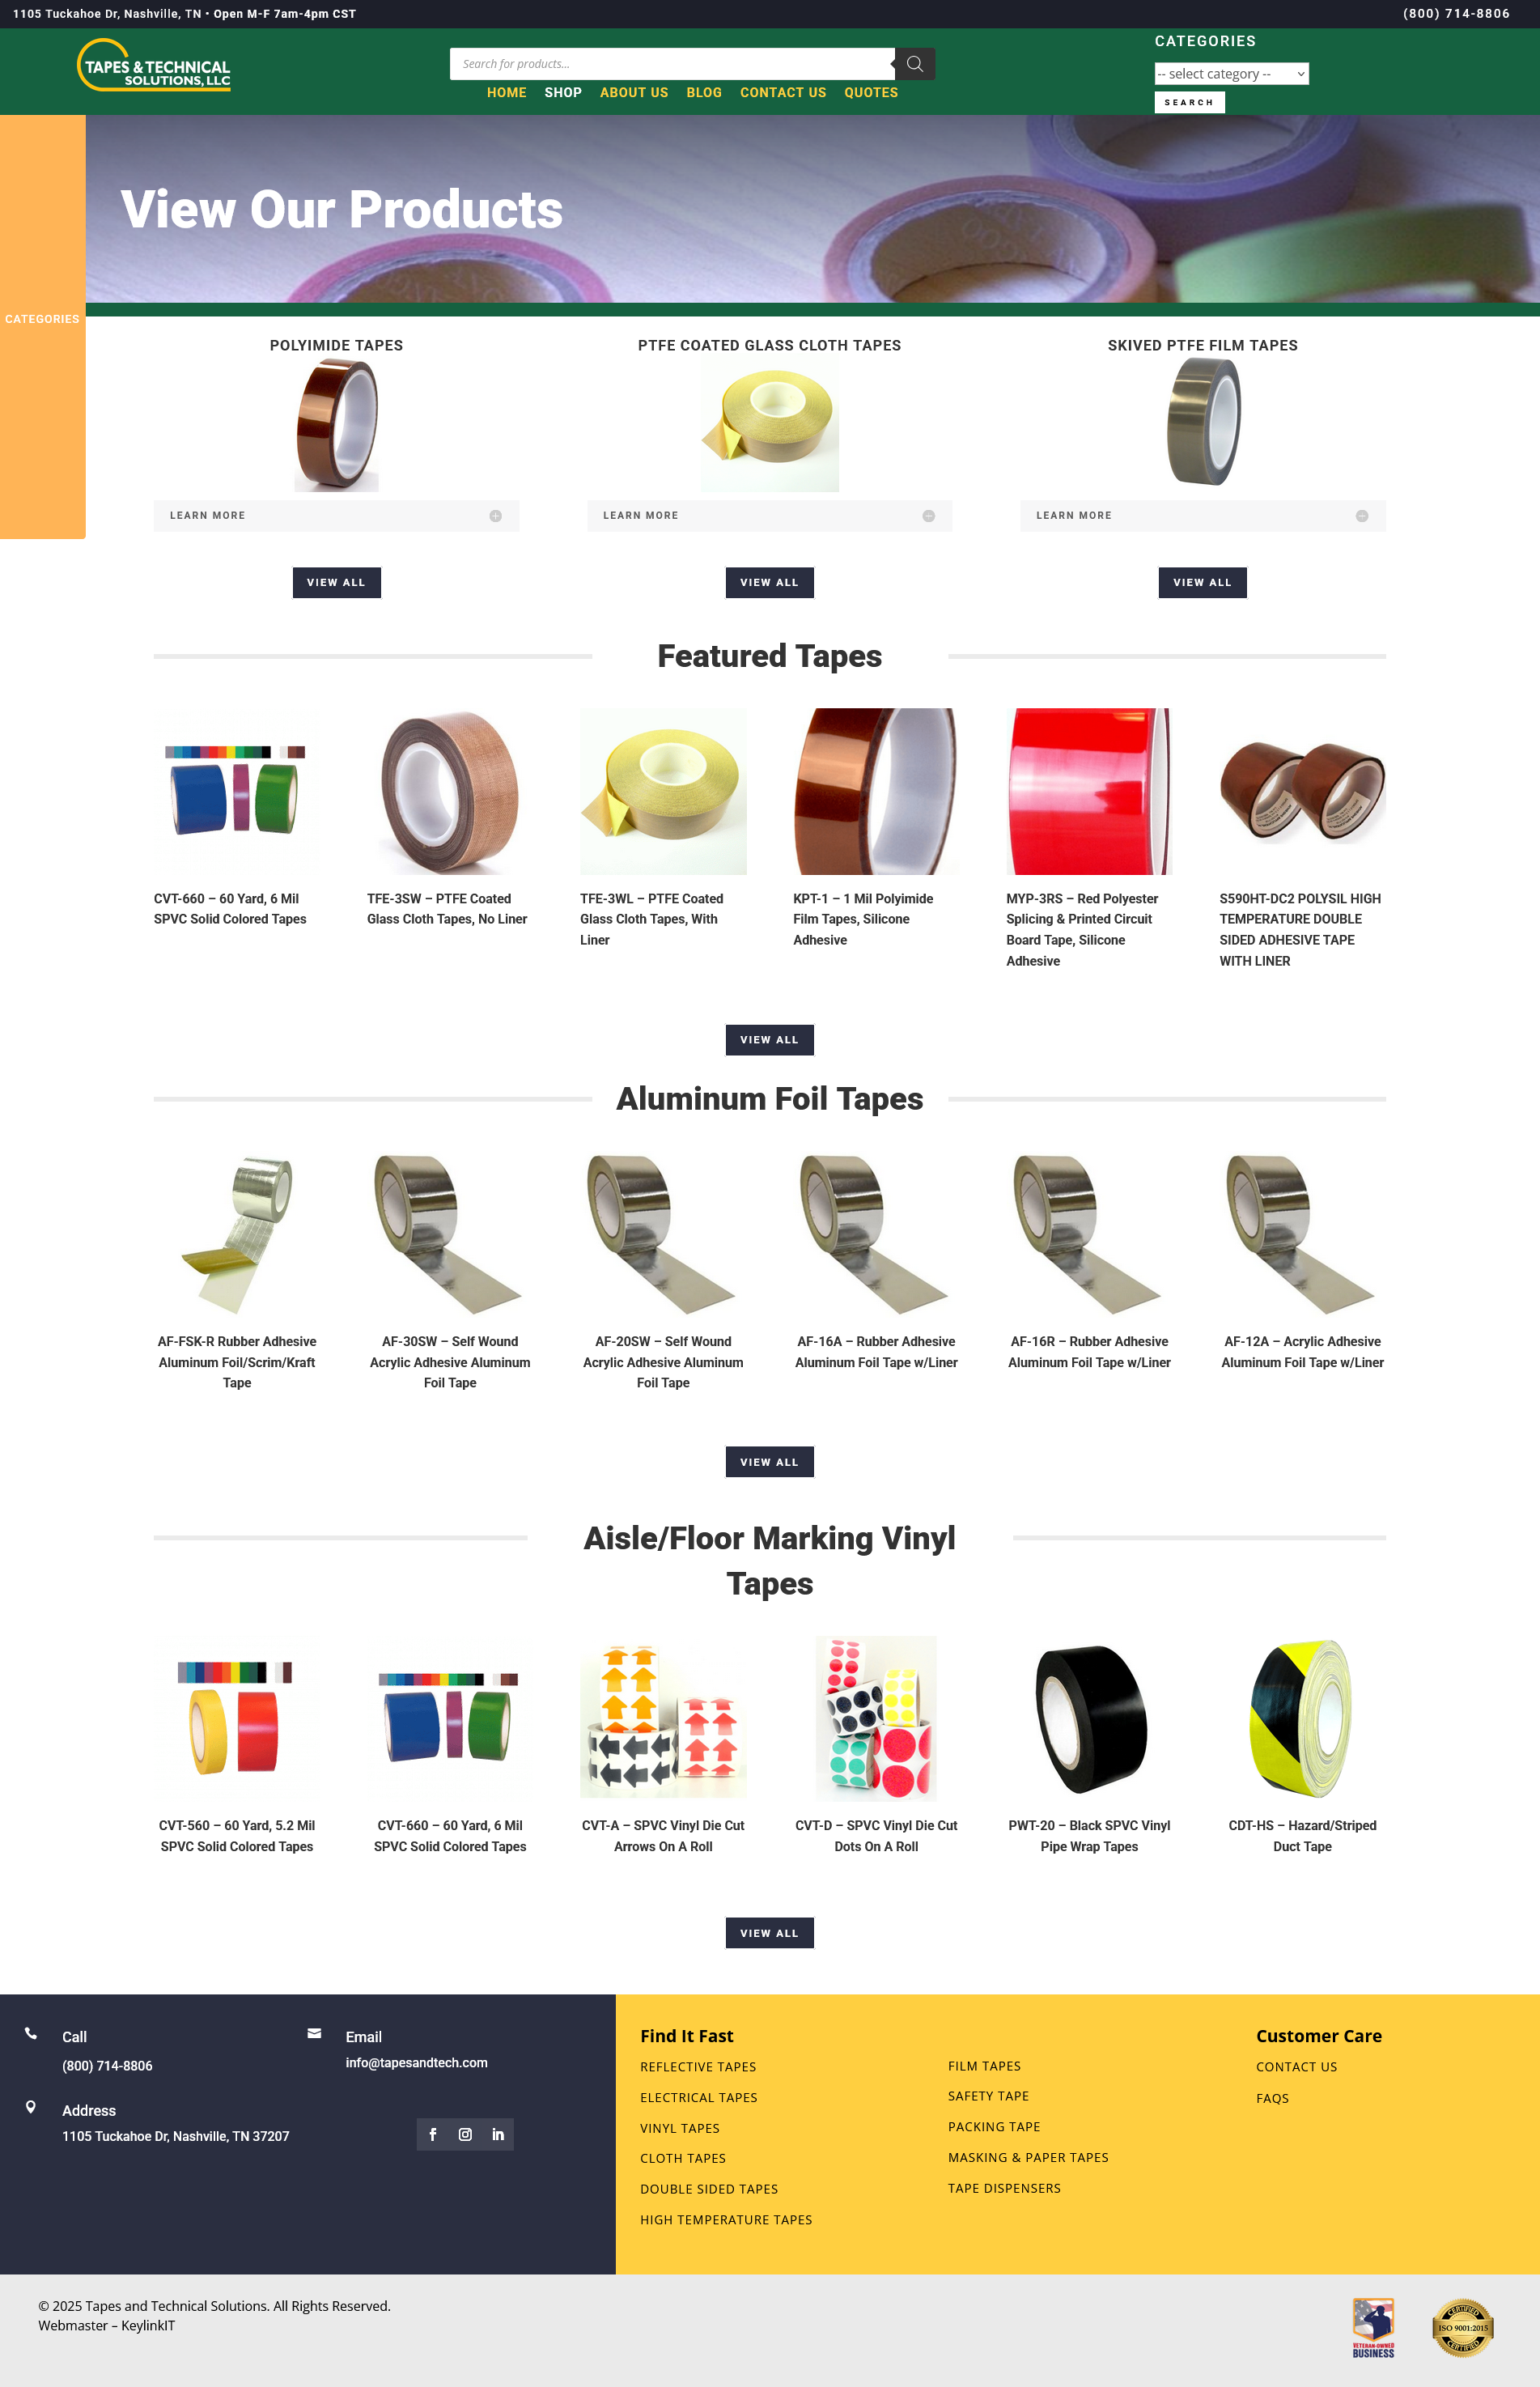 1105 Tuckahoe Dr, Nashville, TN • Open M-F 7am-4pm CST
(800) 714-8806
TAPES & TECHNICAL
SOLUTIONS, LLC
Search for products...
HOME SHOP ABOUT US BLOG CONTACT US QUOTES
CATEGORIES
-- select category --
SEARCH
View Our Products
CATEGORIES
POLYIMIDE TAPES
LEARN MORE
VIEW ALL
PTFE COATED GLASS CLOTH TAPES
LEARN MORE
VIEW ALL
SKIVED PTFE FILM TAPES
LEARN MORE
VIEW ALL
Featured Tapes
CVT-660 – 60 Yard, 6 Mil
SPVC Solid Colored Tapes
TFE-3SW – PTFE Coated
Glass Cloth Tapes, No Liner
TFE-3WL – PTFE Coated
Glass Cloth Tapes, With
Liner
KPT-1 – 1 Mil Polyimide
Film Tapes, Silicone
Adhesive
MYP-3RS – Red Polyester
Splicing & Printed Circuit
Board Tape, Silicone
Adhesive
S590HT-DC2 POLYSIL HIGH
TEMPERATURE DOUBLE
SIDED ADHESIVE TAPE
WITH LINER
VIEW ALL
Aluminum Foil Tapes
AF-FSK-R Rubber Adhesive
Aluminum Foil/Scrim/Kraft
Tape
AF-30SW – Self Wound
Acrylic Adhesive Aluminum
Foil Tape
AF-20SW – Self Wound
Acrylic Adhesive Aluminum
Foil Tape
AF-16A – Rubber Adhesive
Aluminum Foil Tape w/Liner
AF-16R – Rubber Adhesive
Aluminum Foil Tape w/Liner
AF-12A – Acrylic Adhesive
Aluminum Foil Tape w/Liner
VIEW ALL
Aisle/Floor Marking Vinyl
Tapes
CVT-560 – 60 Yard, 5.2 Mil
SPVC Solid Colored Tapes
CVT-660 – 60 Yard, 6 Mil
SPVC Solid Colored Tapes
CVT-A – SPVC Vinyl Die Cut
Arrows On A Roll
CVT-D – SPVC Vinyl Die Cut
Dots On A Roll
PWT-20 – Black SPVC Vinyl
Pipe Wrap Tapes
CDT-HS – Hazard/Striped
Duct Tape
VIEW ALL
Call
(800) 714-8806
Email
info@tapesandtech.com
Address
1105 Tuckahoe Dr, Nashville, TN 37207
Find It Fast
REFLECTIVE TAPES
ELECTRICAL TAPES
VINYL TAPES
CLOTH TAPES
DOUBLE SIDED TAPES
HIGH TEMPERATURE TAPES
FILM TAPES
SAFETY TAPE
PACKING TAPE
MASKING & PAPER TAPES
TAPE DISPENSERS
Customer Care
CONTACT US
FAQS
© 2025 Tapes and Technical Solutions. All Rights Reserved.
Webmaster – KeylinkIT
VETERAN-OWNED
BUSINESS
CERTIFIED
ISO 9001:2015
CERTIFIED